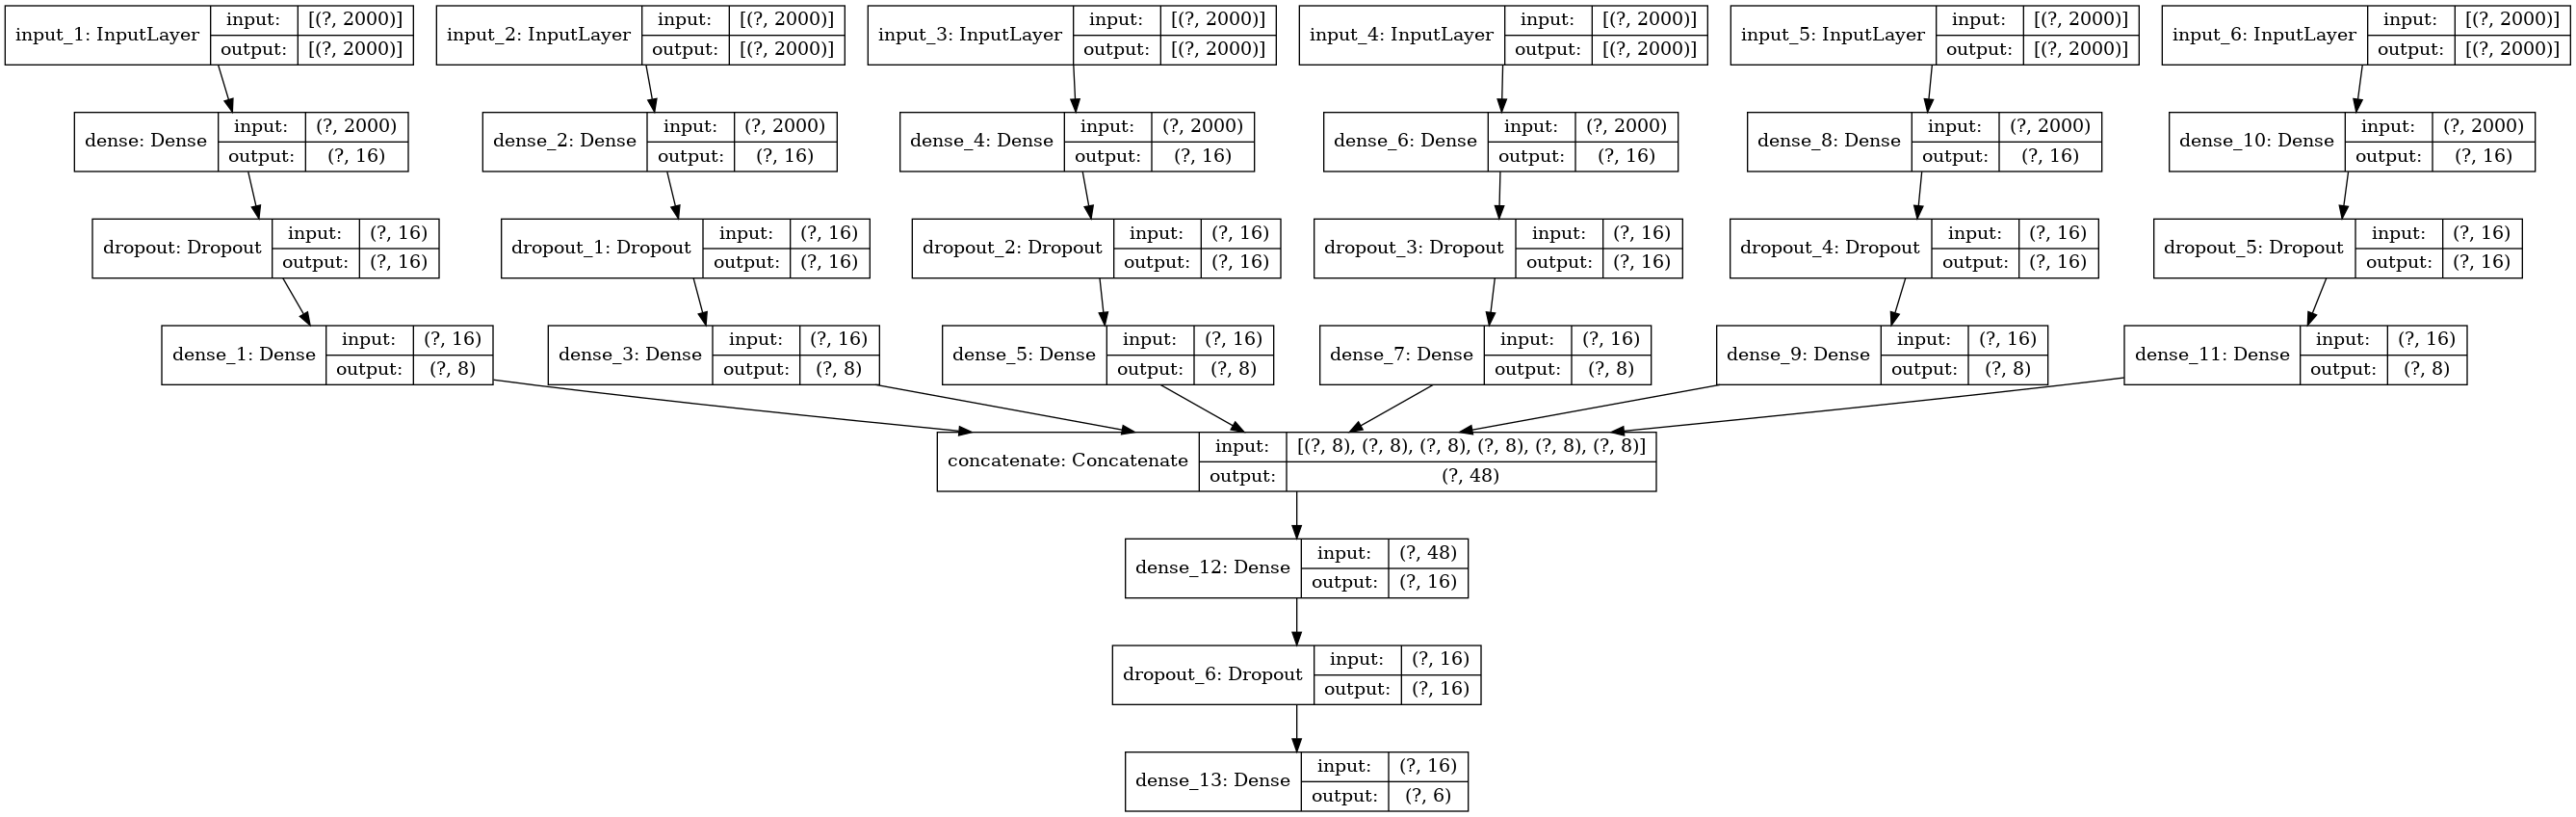 input_1: InputLayer input: [(?, 2000)] output: [(?, 2000)]
input_2: InputLayer input: [(?, 2000)] output: [(?, 2000)]
input_3: InputLayer input: [(?, 2000)] output: [(?, 2000)]
input_4: InputLayer input: [(?, 2000)] output: [(?, 2000)]
input_5: InputLayer input: [(?, 2000)] output: [(?, 2000)]
input_6: InputLayer input: [(?, 2000)] output: [(?, 2000)]
dense: Dense input: (?, 2000) output: (?, 16)
dense_2: Dense input: (?, 2000) output: (?, 16)
dense_4: Dense input: (?, 2000) output: (?, 16)
dense_6: Dense input: (?, 2000) output: (?, 16)
dense_8: Dense input: (?, 2000) output: (?, 16)
dense_10: Dense input: (?, 2000) output: (?, 16)
dropout: Dropout input: (?, 16) output: (?, 16)
dropout_1: Dropout input: (?, 16) output: (?, 16)
dropout_2: Dropout input: (?, 16) output: (?, 16)
dropout_3: Dropout input: (?, 16) output: (?, 16)
dropout_4: Dropout input: (?, 16) output: (?, 16)
dropout_5: Dropout input: (?, 16) output: (?, 16)
dense_1: Dense input: (?, 16) output: (?, 8)
dense_3: Dense input: (?, 16) output: (?, 8)
dense_5: Dense input: (?, 16) output: (?, 8)
dense_7: Dense input: (?, 16) output: (?, 8)
dense_9: Dense input: (?, 16) output: (?, 8)
dense_11: Dense input: (?, 16) output: (?, 8)
concatenate: Concatenate input: [(?, 8), (?, 8), (?, 8), (?, 8), (?, 8), (?, 8)] output: (?, 48)
dense_12: Dense input: (?, 48) output: (?, 16)
dropout_6: Dropout input: (?, 16) output: (?, 16)
dense_13: Dense input: (?, 16) output: (?, 6)